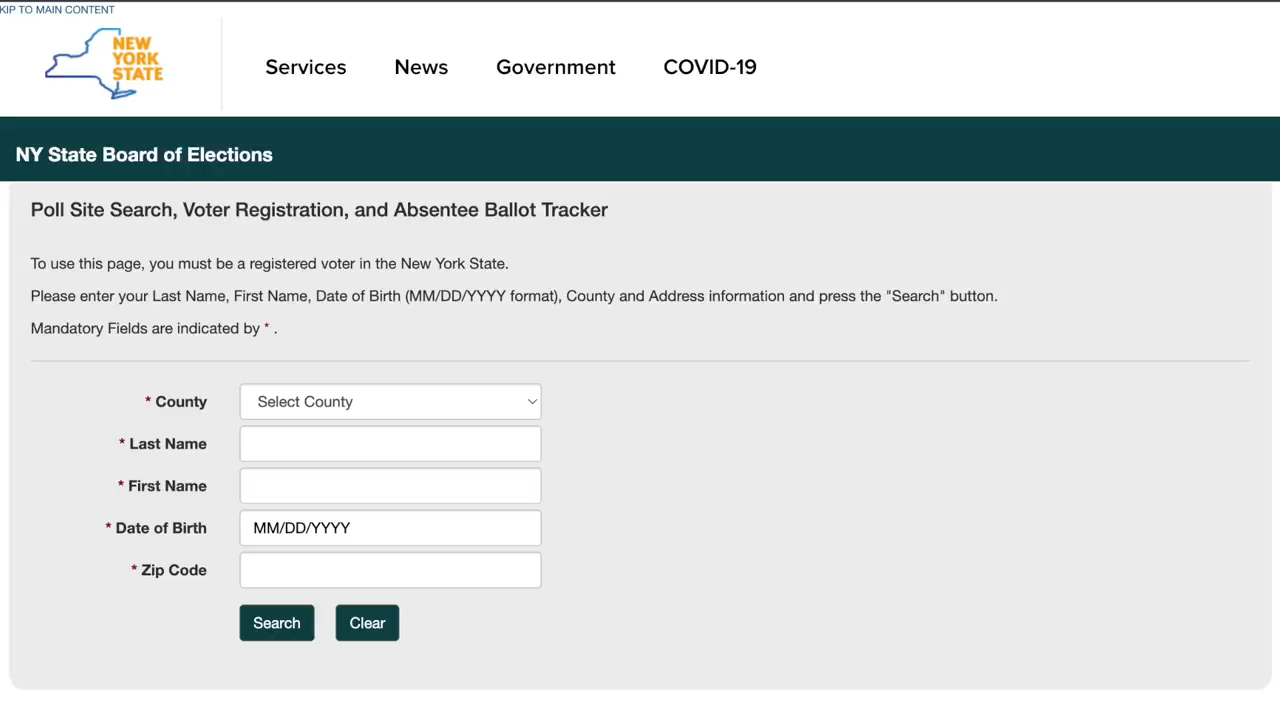 KIP TO MAIN CONTENT
NEW
YORK
STATE
Services News Government COVID-19
NY State Board of Elections
Poll Site Search, Voter Registration, and Absentee Ballot Tracker
To use this page, you must be a registered voter in the New York State.
Please enter your Last Name, First Name, Date of Birth (MM/DD/YYYY format), County and Address information and press the "Search" button.
Mandatory Fields are indicated by * .
* County Select County
* Last Name
* First Name
* Date of Birth MM/DD/YYYY
* Zip Code
Search Clear